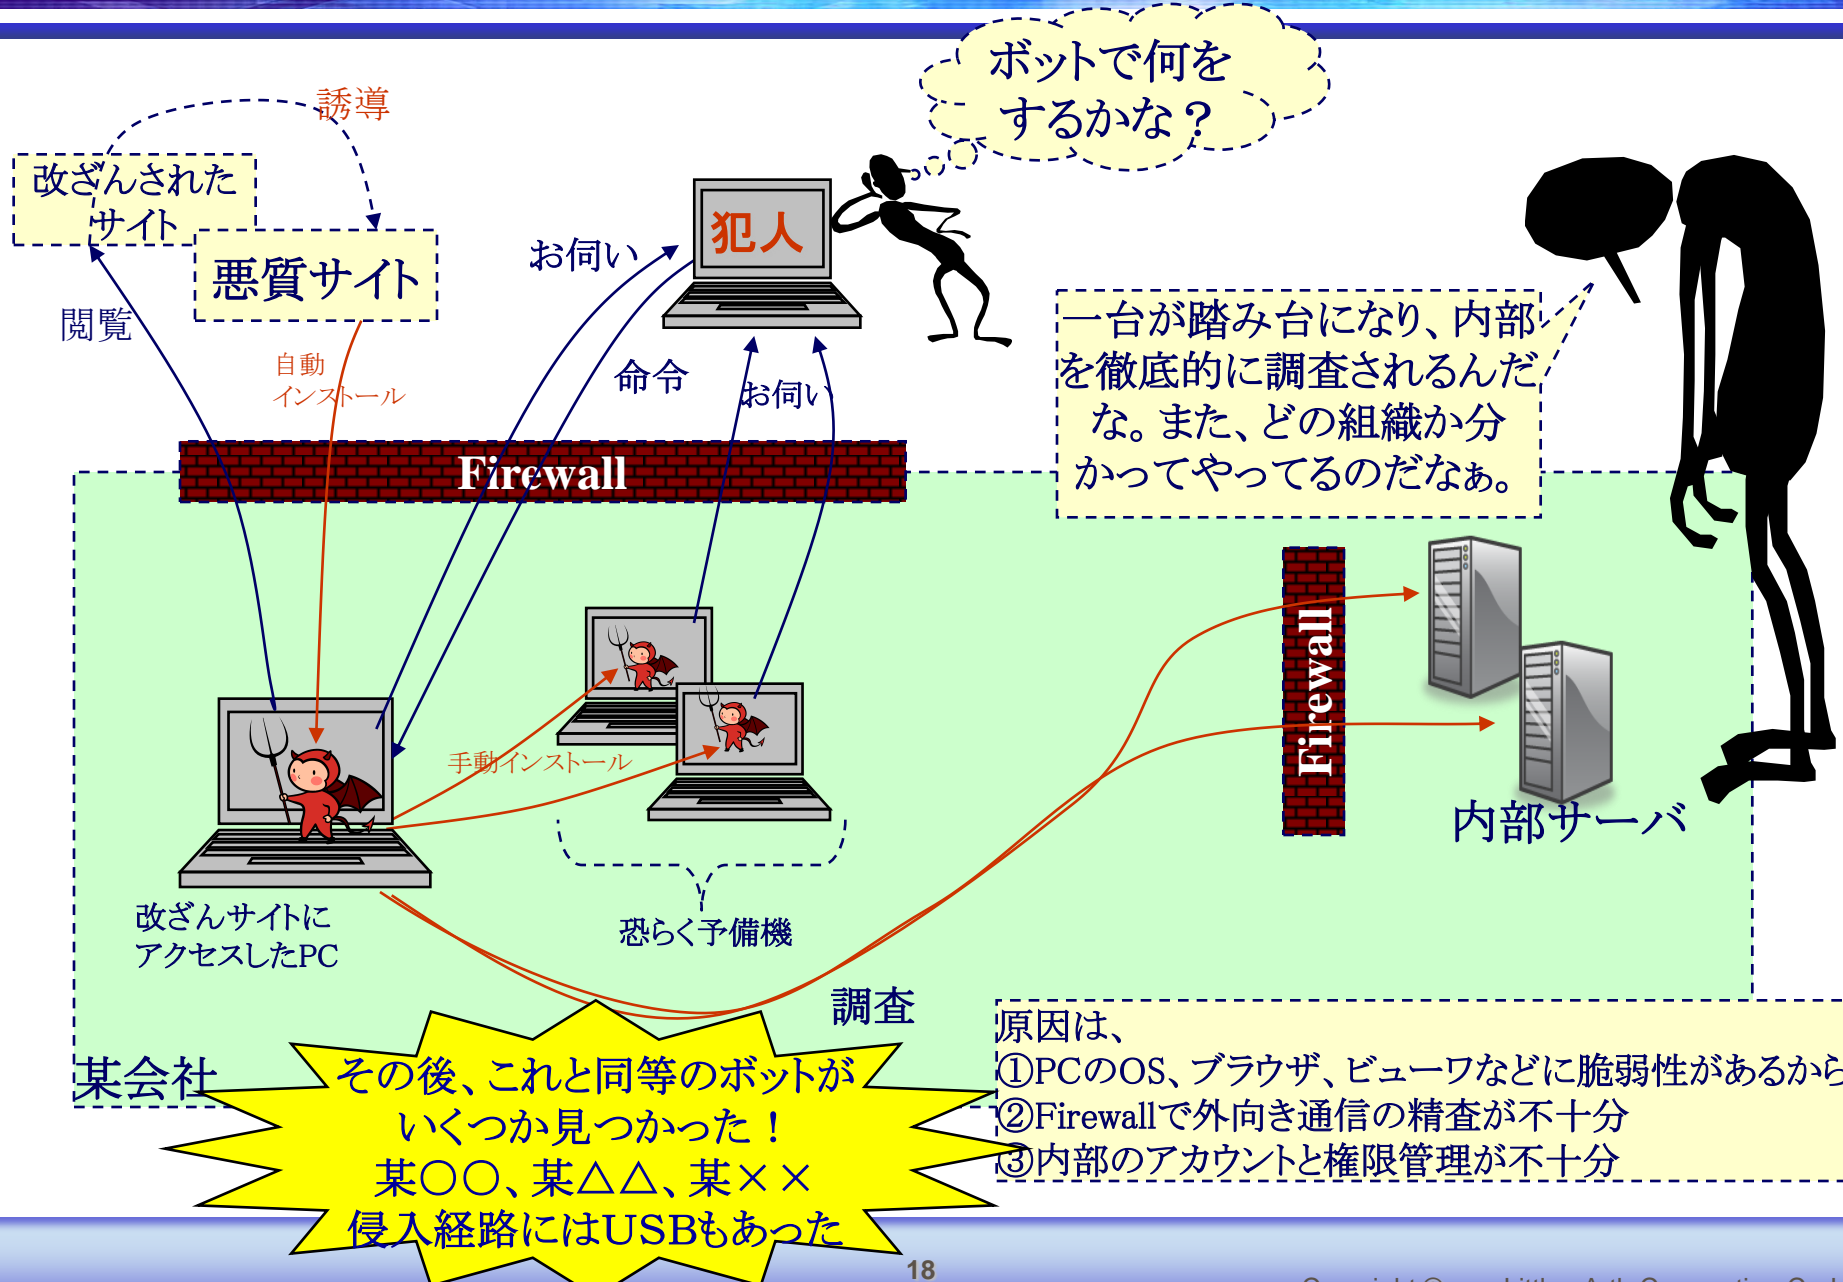 ボットで何を
するかな？
誘導
改ざんされた
サイト
悪質サイト
閲覧
自動
インストール
お伺い
犯人
命令
お伺い
一台が踏み台になり、内部
を徹底的に調査されるんだ
な。また、どの組織か分
かってやってるのだなぁ。
Firewall
Firewall
手動インストール
内部サーバ
恐らく予備機
改ざんサイトに
アクセスしたPC
調査
某会社
その後、これと同等のボットが
いくつか見つかった！
某〇〇、某△△、某××
侵入経路にはUSBもあった
原因は、
①PCのOS、ブラウザ、ビューワなどに脆弱性があるから
②Firewallで外向き通信の精査が不十分
③内部のアカウントと権限管理が不十分
18